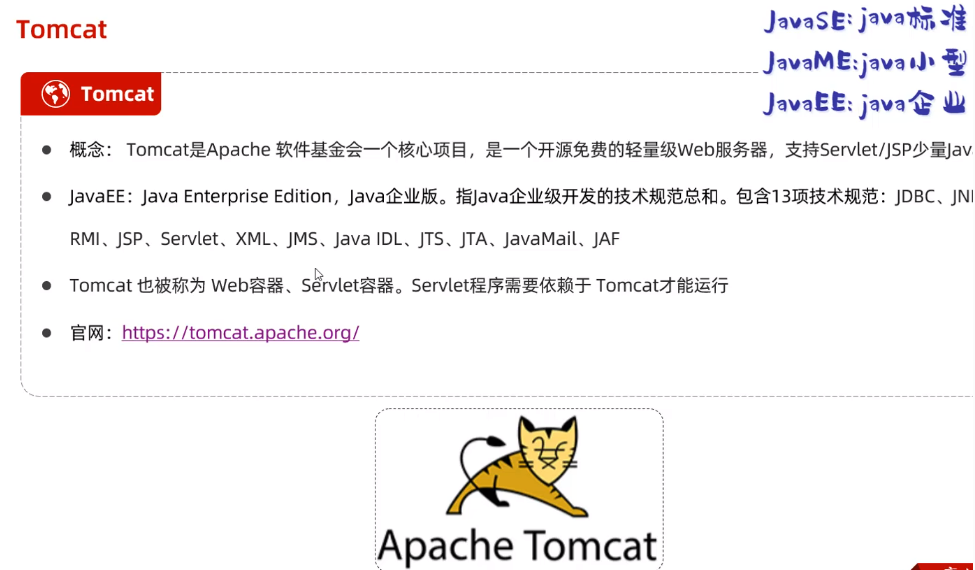 Tomcat
JavaSE: java标准
JavaME:java小型
JavaEE: java企业
Tomcat
概念： Tomcat是Apache 软件基金会一个核心项目，是一个开源免费的轻量级Web服务器，支持Servlet/JSP少量Jav
JavaEE：Java Enterprise Edition，Java企业版。指Java企业级开发的技术规范总和。包含13项技术规范：JDBC、JN
RMI、JSP、Servlet、XML、JMS、Java IDL、JTS、JTA、JavaMail、JAF
Tomcat 也被称为 Web容器、Servlet容器。Servlet程序需要依赖于 Tomcat才能运行
官网：https://tomcat.apache.org/
Apache Tomcat